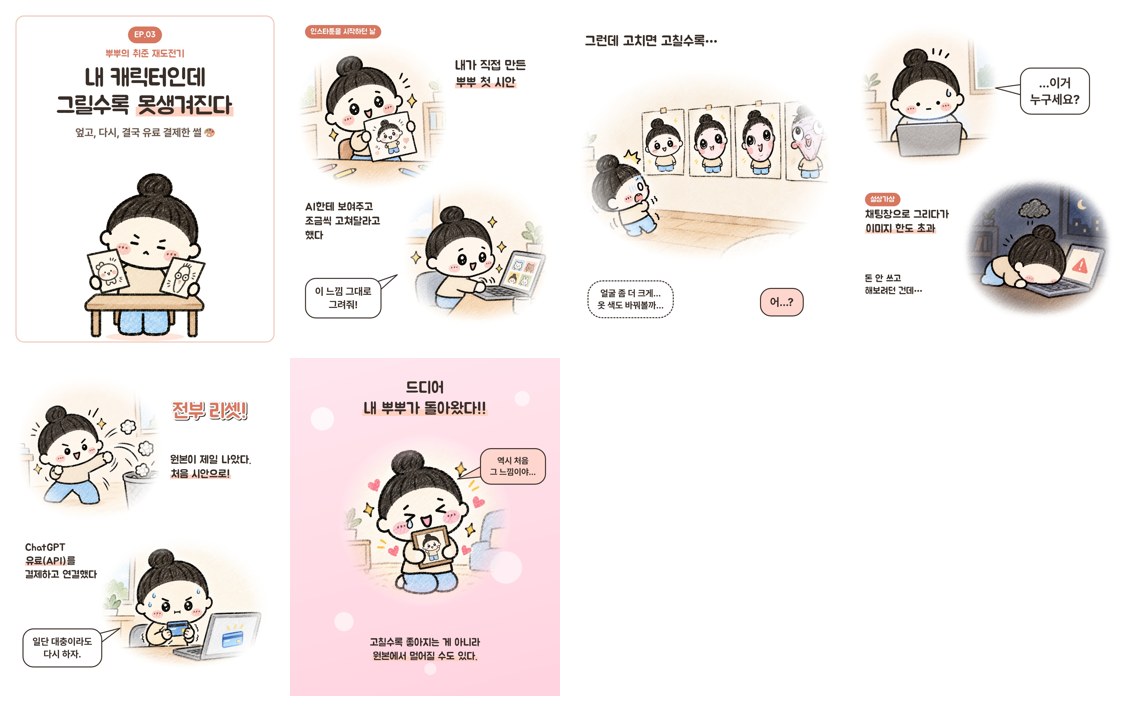 EP.03
뿌뿌의 취준 재도전기
내 캐릭터인데
그릴수록 못생겨진다
엎고, 다시, 결국 유료 결제한 썰
인스타툰을 시작하던 날
내가 직접 만든
뿌뿌 첫 시안
AI한테 보여주고
조금씩 고쳐달라고
했다
이 느낌 그대로
그려줘!
그런데 고치면 고칠수록…
얼굴 좀 더 크게…
옷 색도 바꿔볼까…
어…?
…이거
누구세요?
설상가상
채팅창으로 그리다가
이미지 한도 초과
돈 안 쓰고
해보려던 건데…
전부 리셋!
원본이 제일 나았다.
처음 시안으로!
ChatGPT
유료(API)를
결제하고 연결했다
일단 대충이라도
다시 하자.
드디어
내 뿌뿌가 돌아왔다!!
역시 처음
그 느낌이야…
고칠수록 좋아지는 게 아니라
원본에서 멀어질 수도 있다.